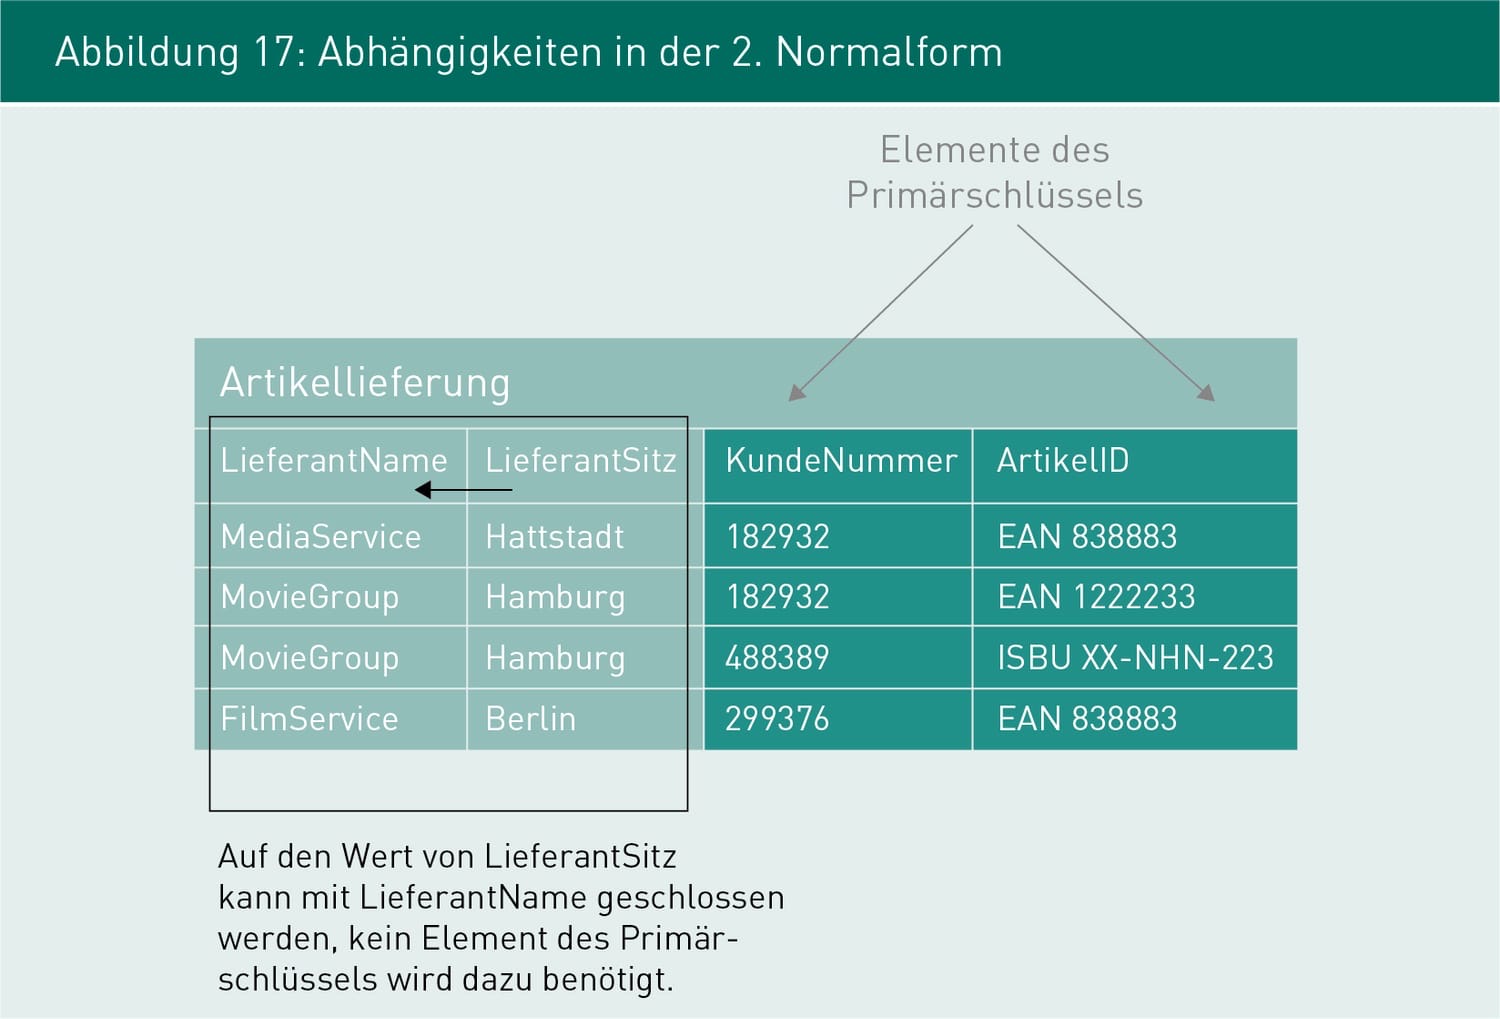 Abbildung 17: Abhängigkeiten in der 2. Normalform
Elemente des
Primärschlüssels
Artikellieferung
LieferantName LieferantSitz KundeNummer ArtikelID
MediaService Hattstadt 182932 EAN 838883
MovieGroup Hamburg 182932 EAN 1222233
MovieGroup Hamburg 488389 ISBU XX-NHN-223
FilmService Berlin 299376 EAN 838883
Auf den Wert von LieferantSitz
kann mit LieferantName geschlossen
werden, kein Element des Primär-
schlüssels wird dazu benötigt.